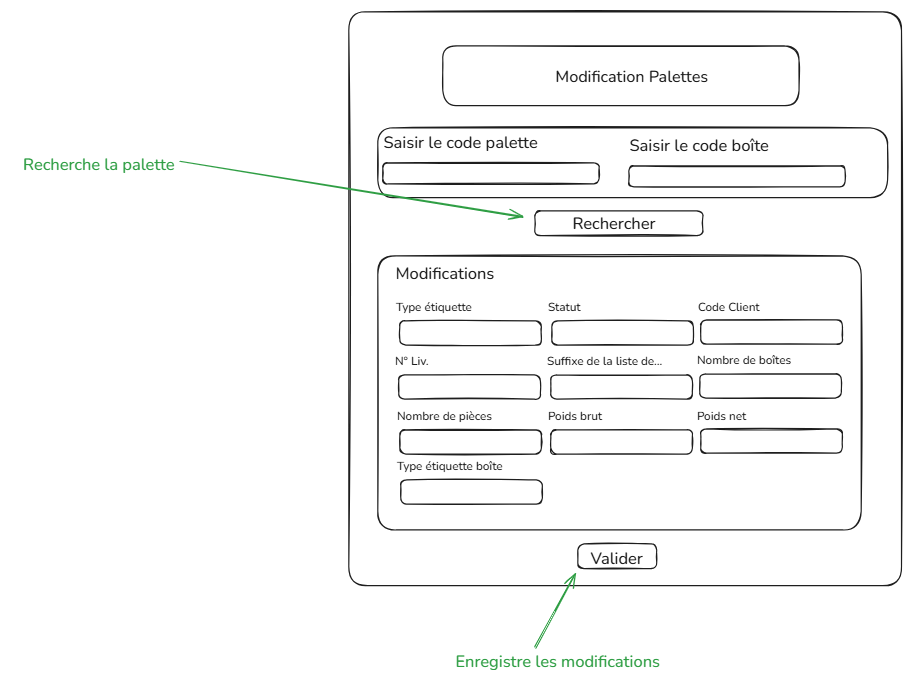 Modification Palettes
Saisir le code palette
Saisir le code boîte
Recherche la palette
Rechercher
Modifications
Type étiquette
Statut
Code Client
N° Liv.
Suffixe de la liste de...
Nombre de boîtes
Nombre de pièces
Poids brut
Poids net
Type étiquette boîte
Valider
Enregistre les modifications